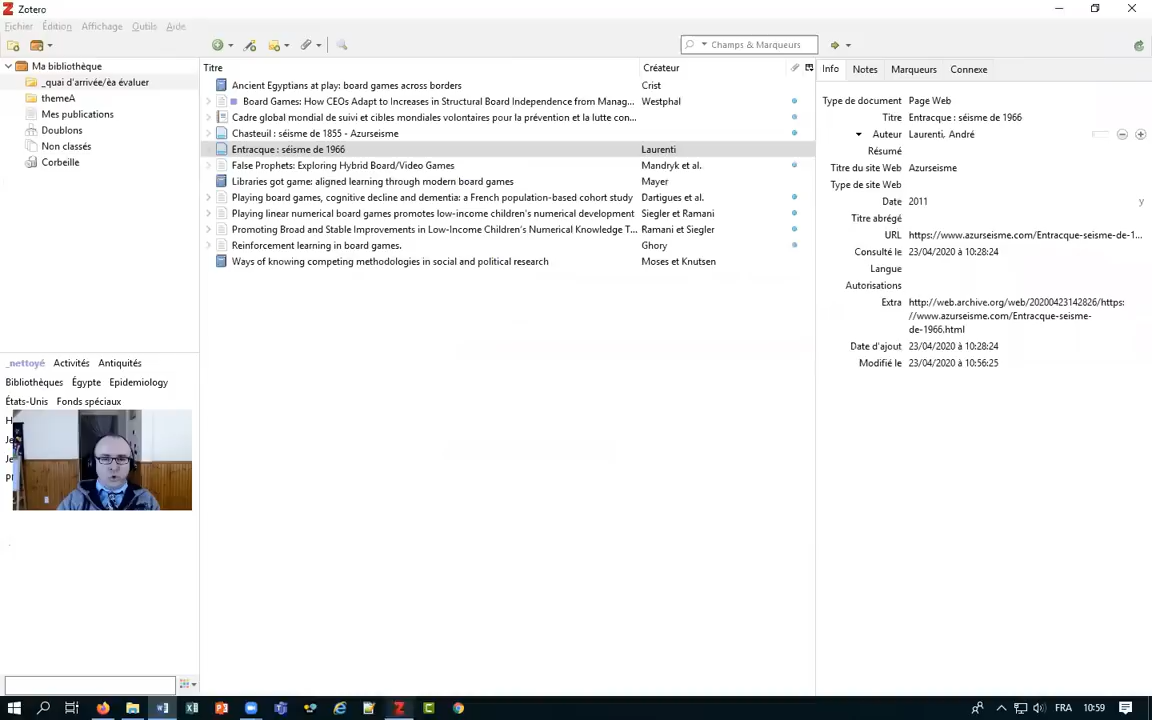 Zotero
Fichier Édition Affichage Outils Aide
Champs & Marqueurs
Ma bibliothèque
_quai d'arrivée/èa évaluer
themeA
Mes publications
Doublons
Non classés
Corbeille
Titre Créateur
Ancient Egyptians at play: board games across borders Crist
Board Games: How CEOs Adapt to Increases in Structural Board Independence from Manag... Westphal
Cadre global mondial de suivi et cibles mondiales volontaires pour la prévention et la lutte con...
Chasteuil : séisme de 1855 - Azurseisme
Entracque : séisme de 1966 Laurenti
False Prophets: Exploring Hybrid Board/Video Games Mandryk et al.
Libraries got game: aligned learning through modern board games Mayer
Playing board games, cognitive decline and dementia: a French population-based cohort study Dartigues et al.
Playing linear numerical board games promotes low-income children's numerical development Siegler et Ramani
Promoting Broad and Stable Improvements in Low-Income Children's Numerical Knowledge T... Ramani et Siegler
Reinforcement learning in board games. Ghory
Ways of knowing competing methodologies in social and political research Moses et Knutsen
Info Notes Marqueurs Connexe
Type de document Page Web
Titre Entracque : séisme de 1966
Auteur Laurenti, André
Résumé
Titre du site Web Azurseisme
Type de site Web
Date 2011 y
Titre abrégé
URL https://www.azurseisme.com/Entracque-seisme-de-1...
Consulté le 23/04/2020 à 10:28:24
Langue
Autorisations
Extra http://web.archive.org/web/20200423142826/https:
//www.azurseisme.com/Entracque-seisme-
de-1966.html
Date d'ajout 23/04/2020 à 10:28:24
Modifié le 23/04/2020 à 10:56:25
_nettoyé Activités Antiquités
Bibliothèques Égypte Epidemiology
États-Unis Fonds spéciaux
H
Je
Je
Pl
FRA 10:59